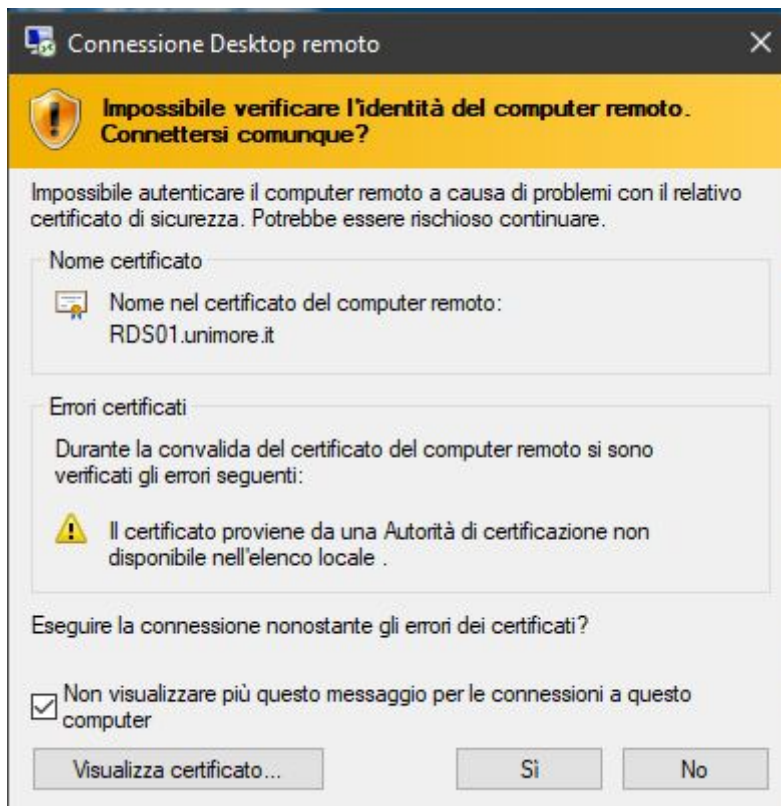 Connessione Desktop remoto
Impossibile verificare l'identità del computer remoto.
Connettersi comunque?
Impossibile autenticare il computer remoto a causa di problemi con il relativo
certificato di sicurezza. Potrebbe essere rischioso continuare.
Nome certificato
Nome nel certificato del computer remoto:
RDS01.unimore.it
Errori certificati
Durante la convalida del certificato del computer remoto si sono
verificati gli errori seguenti:
Il certificato proviene da una Autorità di certificazione non
disponibile nell'elenco locale .
Eseguire la connessione nonostante gli errori dei certificati?
Non visualizzare più questo messaggio per le connessioni a questo
computer
Visualizza certificato...
Sì
No